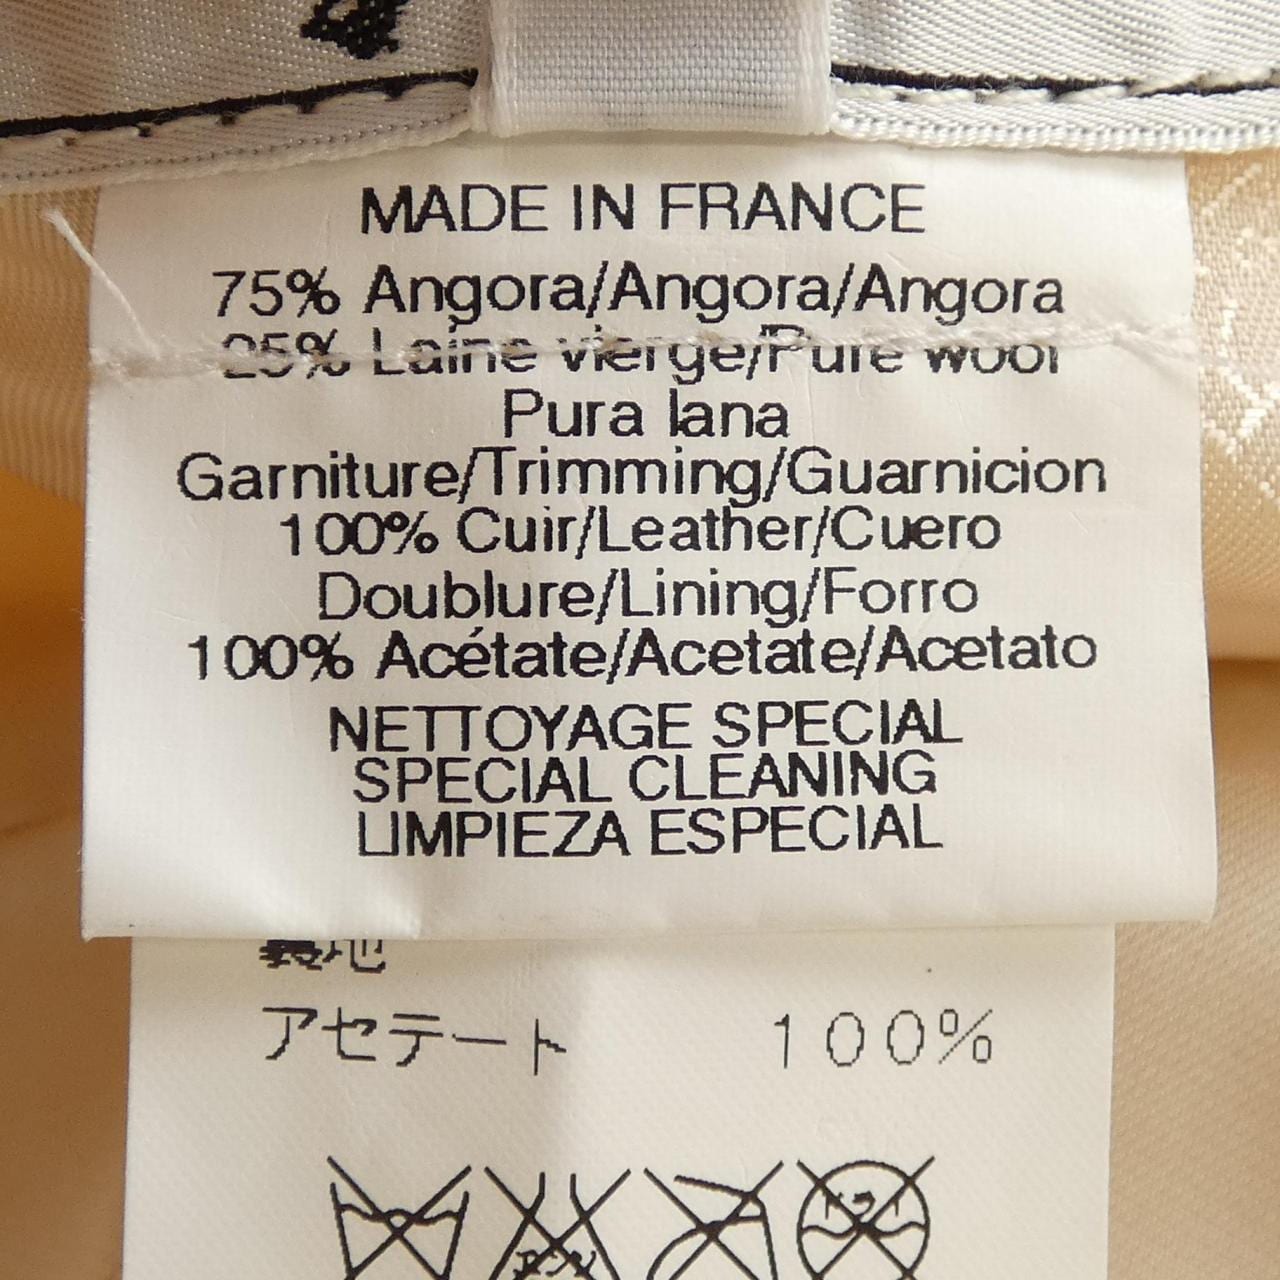 MADE IN FRANCE
75% Angora/Angora/Angora
25% Laine vierge/Pure wool
Pura lana
Garniture/Trimming/Guarnicion
100% Cuir/Leather/Cuero
Doublure/Lining/Forro
100% Acétate/Acetate/Acetato
NETTOYAGE SPECIAL
SPECIAL CLEANING
LIMPIEZA ESPECIAL
裏地
アセテート 100%